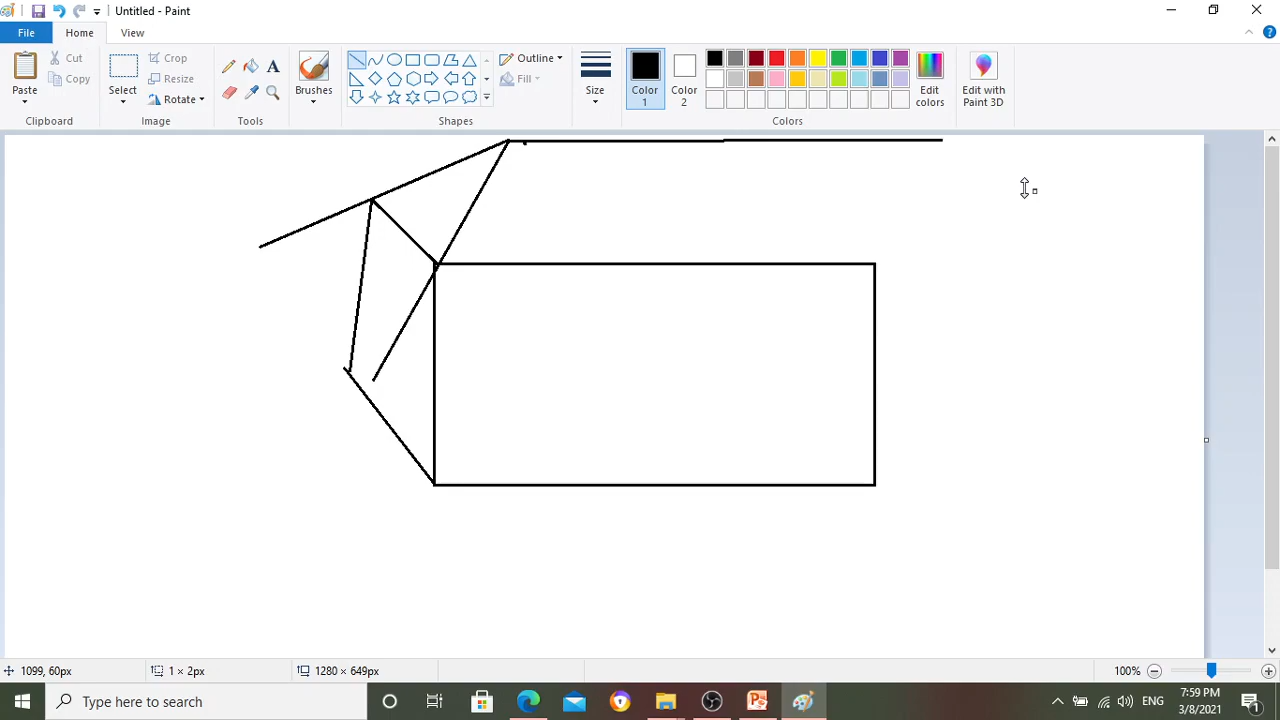 Untitled - Paint
File
Home
View
Paste
Cut
Copy
Clipboard
Select
Crop
Resize
Rotate
Image
A
Tools
Brushes
Outline
Fill
Shapes
Size
Color 1
Color 2
Edit colors
Colors
Edit with Paint 3D
1099, 60px
1 × 2px
1280 × 649px
100%
Type here to search
ENG
7:59 PM
3/8/2021
1